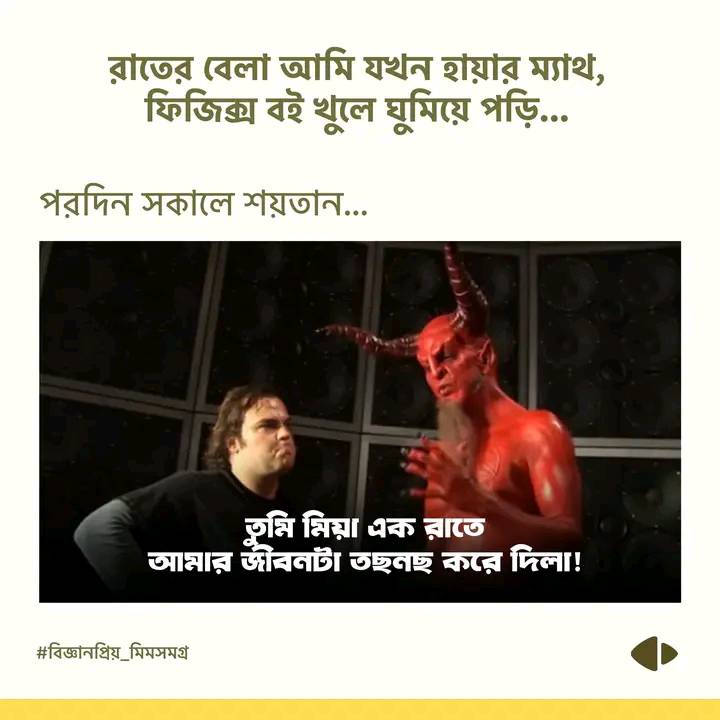 রাতের বেলা আমি যখন হায়ার ম্যাথ,
ফিজিক্স বই খুলে ঘুমিয়ে পড়ি...
পরদিন সকালে শয়তান...
তুমি মিয়া এক রাতে
আমার জীবনটা তছনছ করে দিলা!
#বিজ্ঞানপ্রিয়_মিমসমগ্র